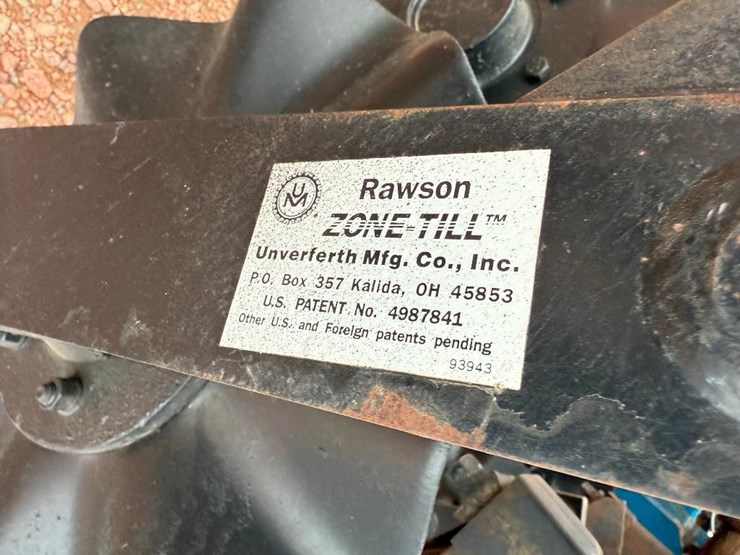 UM
Rawson
ZONE-TILL™
Unverferth Mfg. Co., Inc.
P.O. Box 357 Kalida, OH 45853
U.S. PATENT No. 4987841
Other U.S. and Foreign patents pending
93943